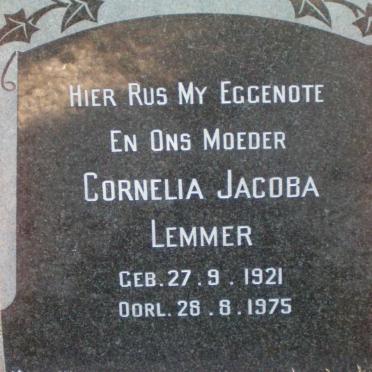 Hier Rus My Eggenote
En Ons Moeder
Cornelia Jacoba
Lemmer
Geb. 27. 9 . 1921
Oorl. 28 . 8 . 1975